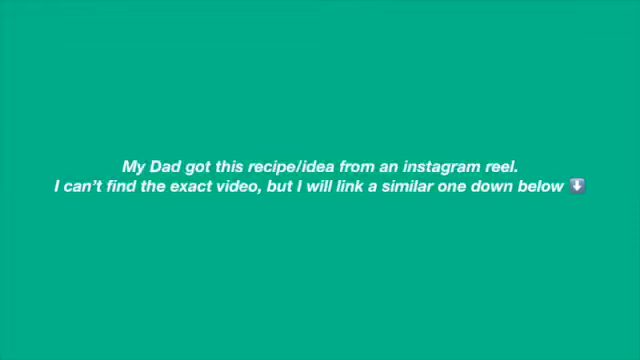 My Dad got this recipe/idea from an instagram reel.
I can't find the exact video, but I will link a similar one down below ⬇️